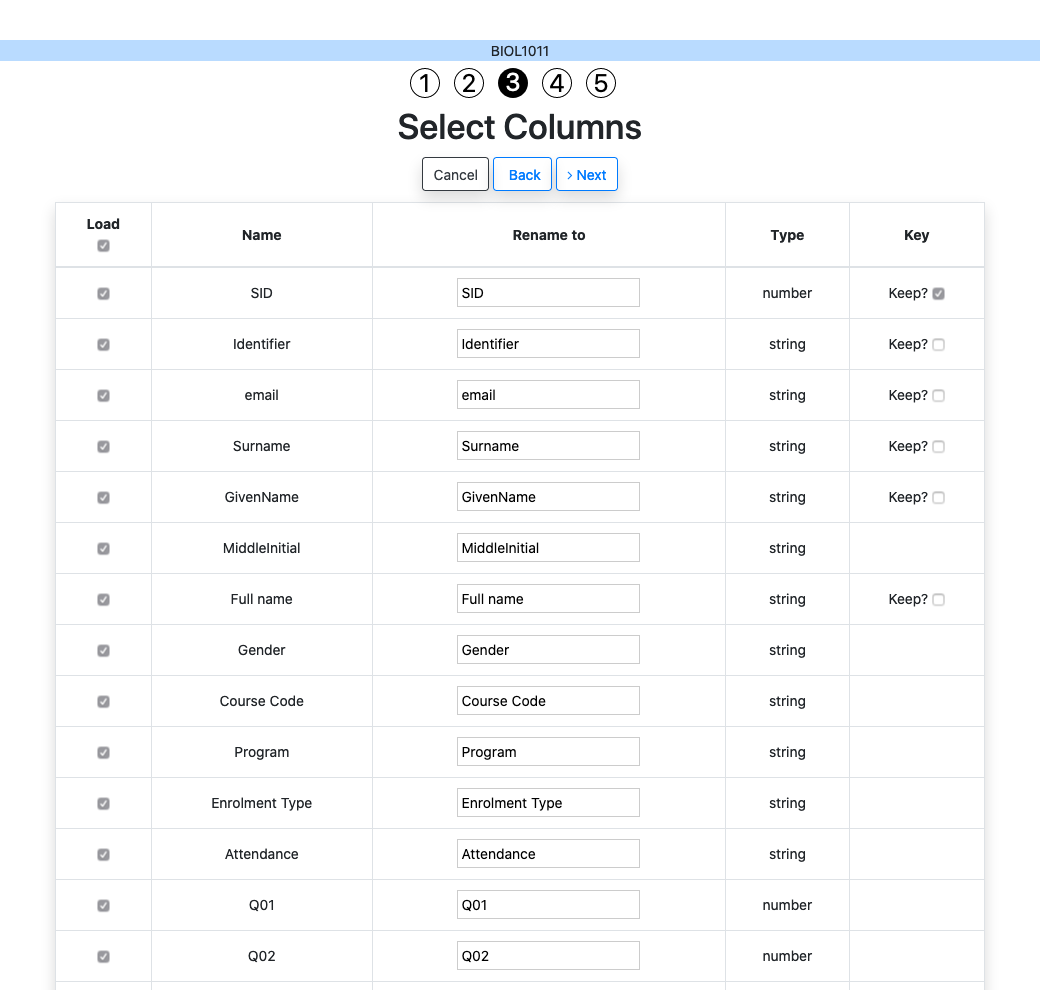 BIOL1011
1 2 3 4 5
Select Columns
Cancel Back > Next
Load Name Rename to Type Key
SID SID number Keep?
Identifier Identifier string Keep?
email email string Keep?
Surname Surname string Keep?
GivenName GivenName string Keep?
MiddleInitial MiddleInitial string
Full name Full name string Keep?
Gender Gender string
Course Code Course Code string
Program Program string
Enrolment Type Enrolment Type string
Attendance Attendance string
Q01 Q01 number
Q02 Q02 number